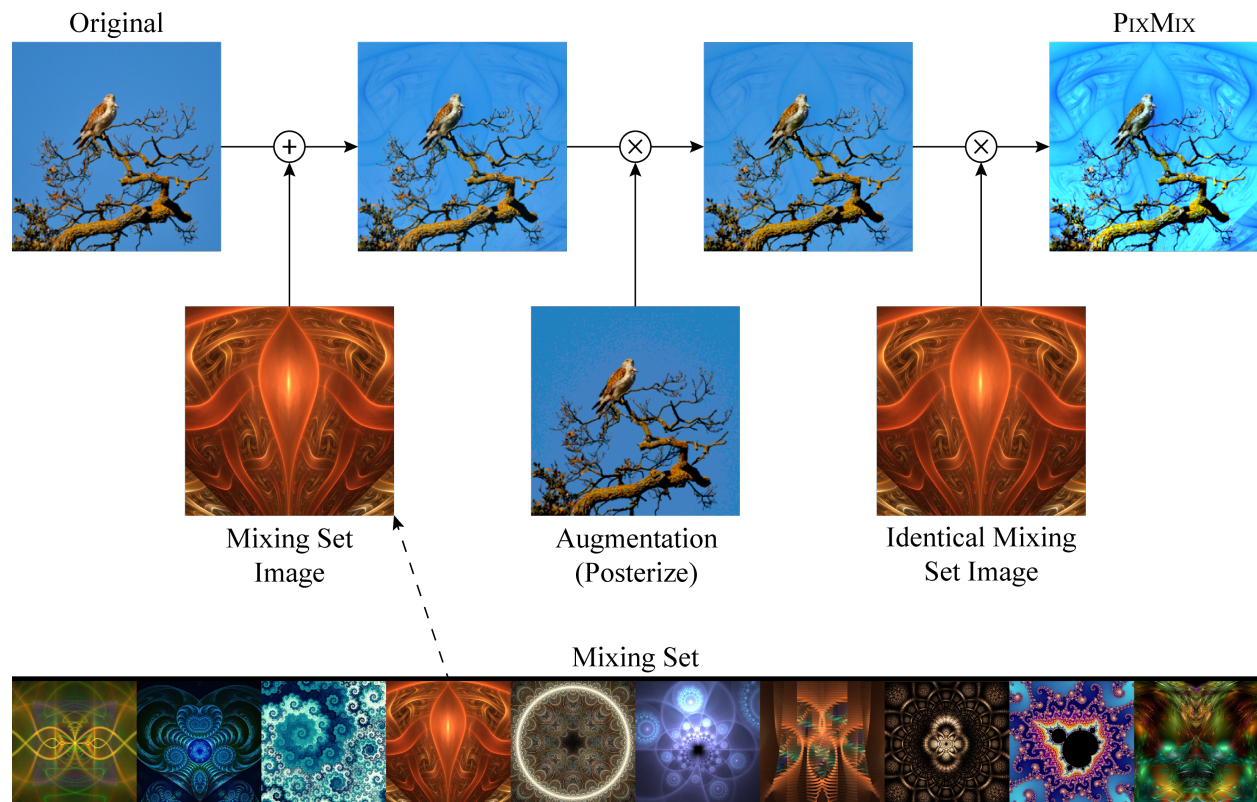 Original
PIXMIX
+
×
×
Mixing Set
Image
Augmentation
(Posterize)
Identical Mixing
Set Image
Mixing Set